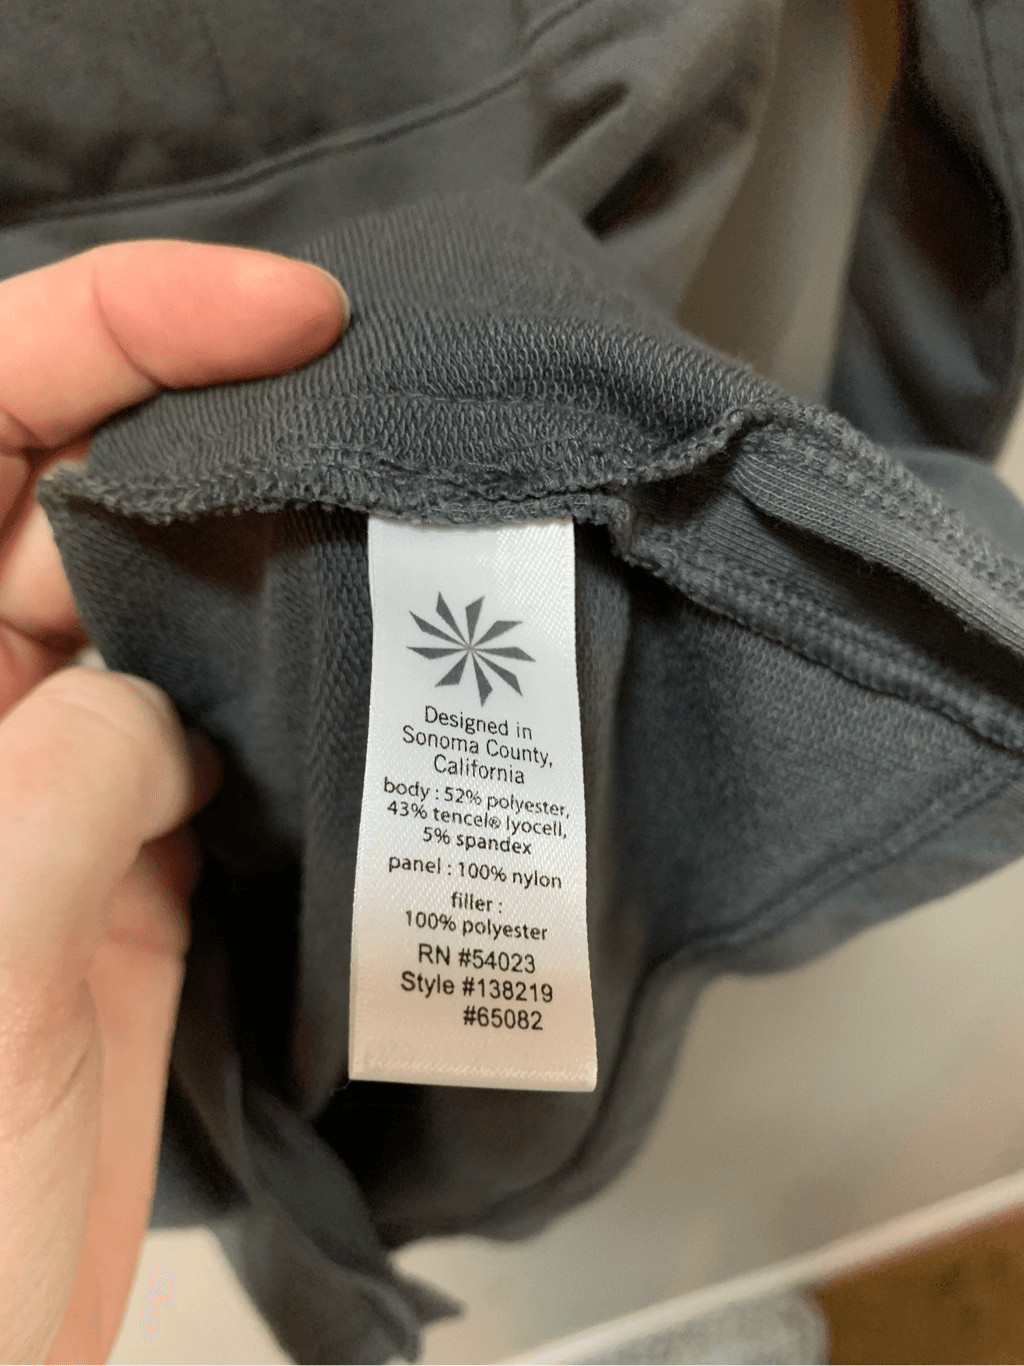 Designed in
Sonoma County,
California
body : 52% polyester,
43% tencel® lyocell,
5% spandex
panel : 100% nylon
filler :
100% polyester
RN #54023
Style #138219
#65082